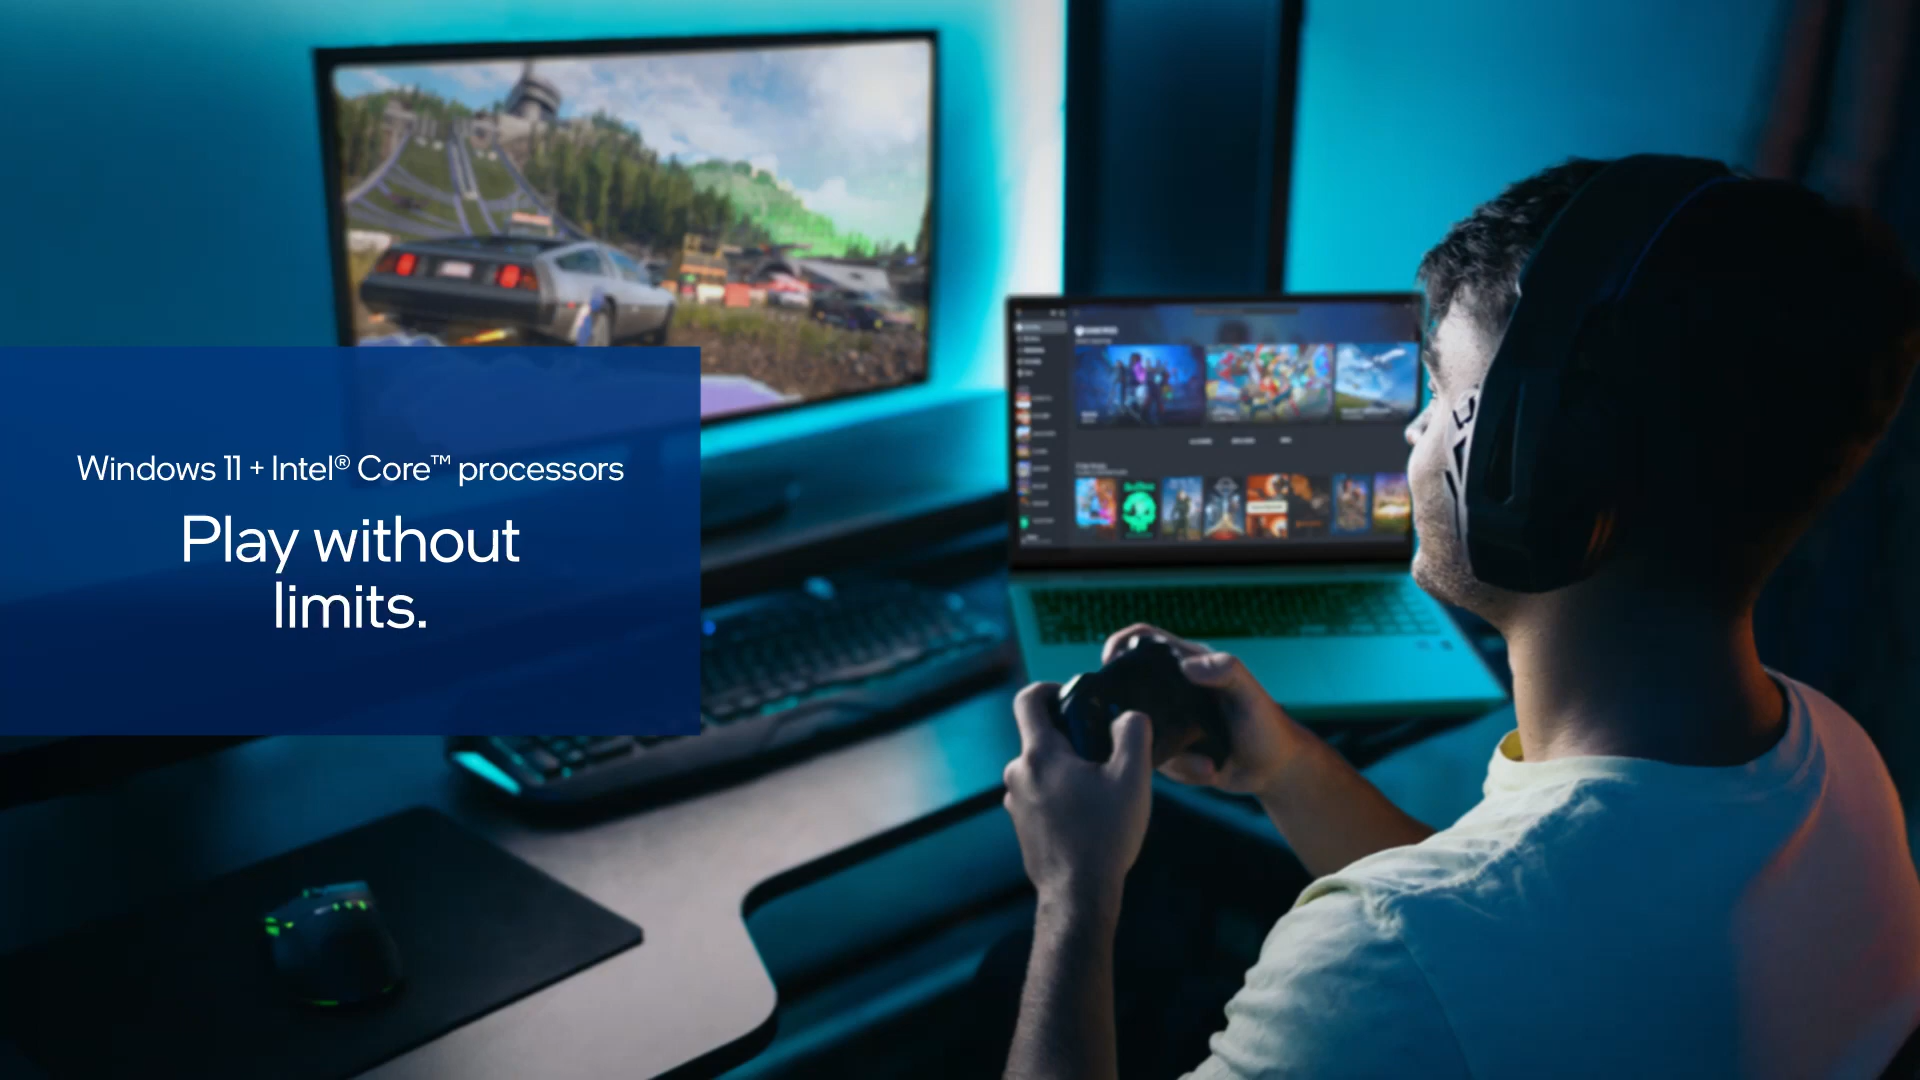 Windows 11 + Intel® Core™ processors
Play without
limits.